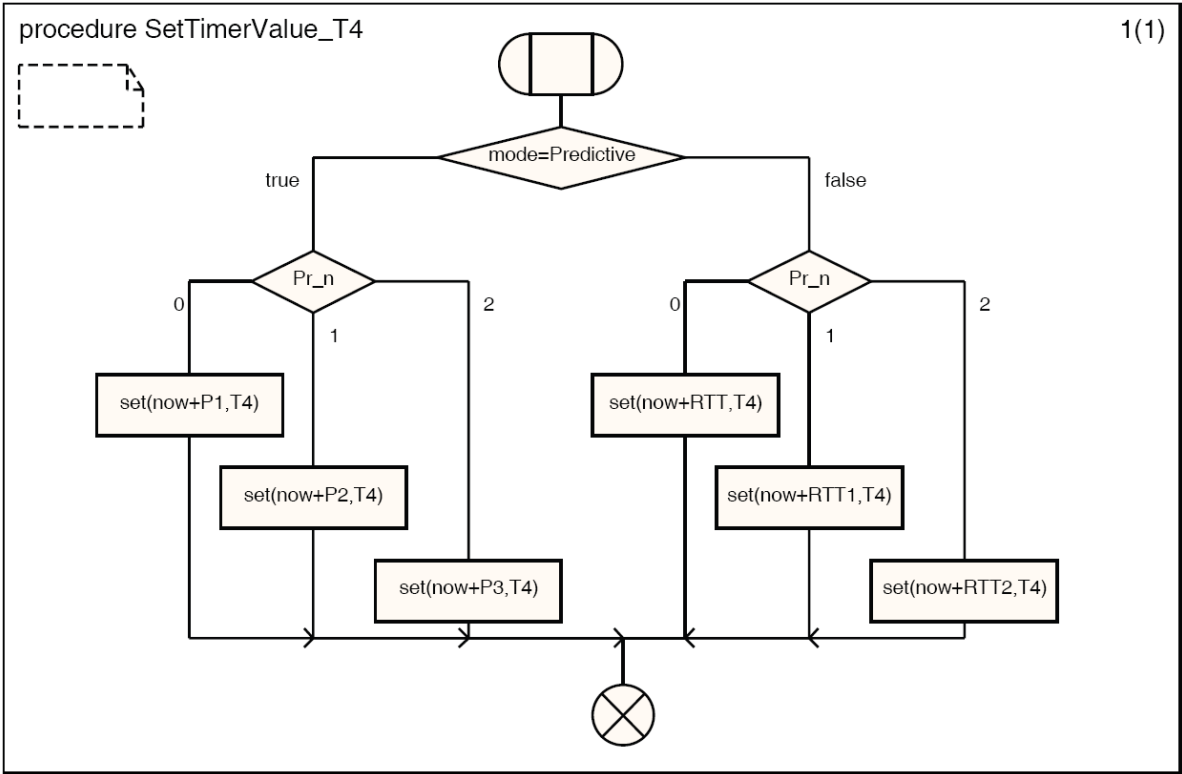 procedure SetTimerValue_T4
1(1)
mode=Predictive
true
false
Pr_n
Pr_n
0
2
0
2
1
1
set(now+P1,T4)
set(now+RTT,T4)
set(now+P2,T4)
set(now+RTT1,T4)
set(now+P3,T4)
set(now+RTT2,T4)